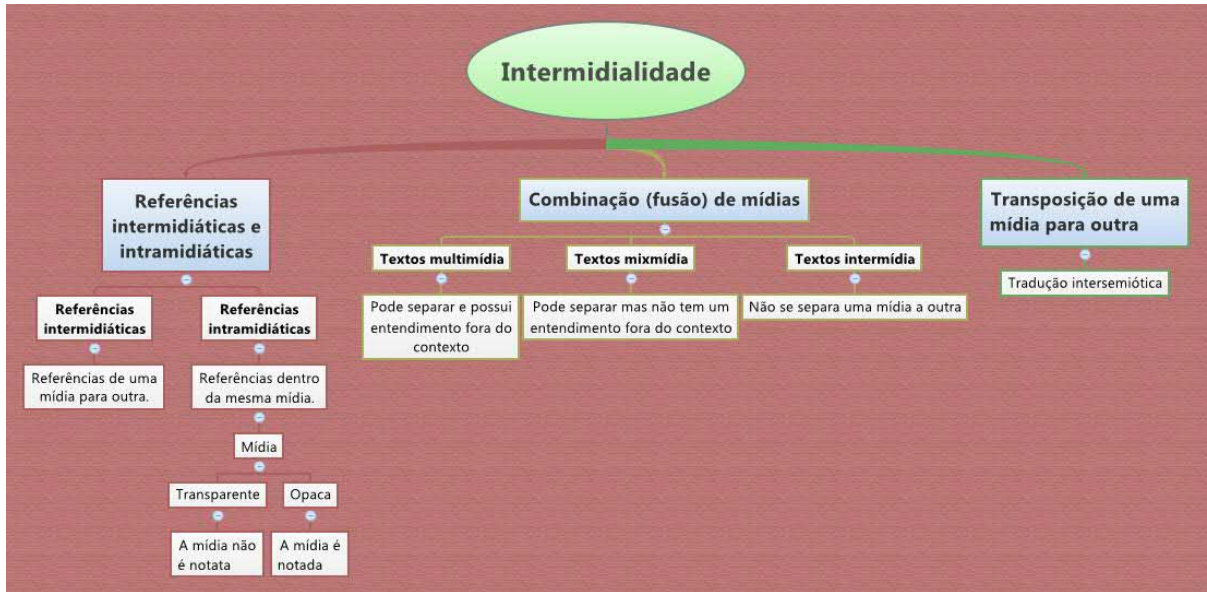 Intermidialidade
Referências
intermidiáticas e
intramidiáticas
Referências
intermidiáticas
Referências de uma
mídia para outra.
Referências
intramidiáticas
Referências dentro
da mesma mídia.
Mídia
Transparente
A mídia não
é notata
Opaca
A mídia é
notada
Combinação (fusão) de mídias
Textos multimídia
Pode separar e possui
entendimento fora do
contexto
Textos mixmídia
Pode separar mas não tem um
entendimento fora do contexto
Textos intermídia
Não se separa uma mídia a outra
Transposição de uma
mídia para outra
Tradução intersemiótica